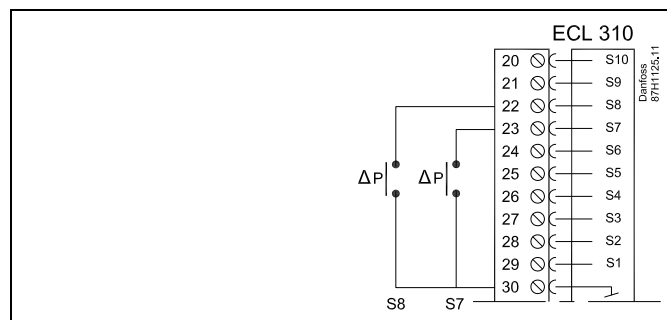 ECL 310
20 S10
21 S9
22 S8
23 S7
24 S6
25 S5
26 S4
27 S3
28 S2
29 S1
30
ΔP ΔP
S8 S7
Danfoss
87H1125.11